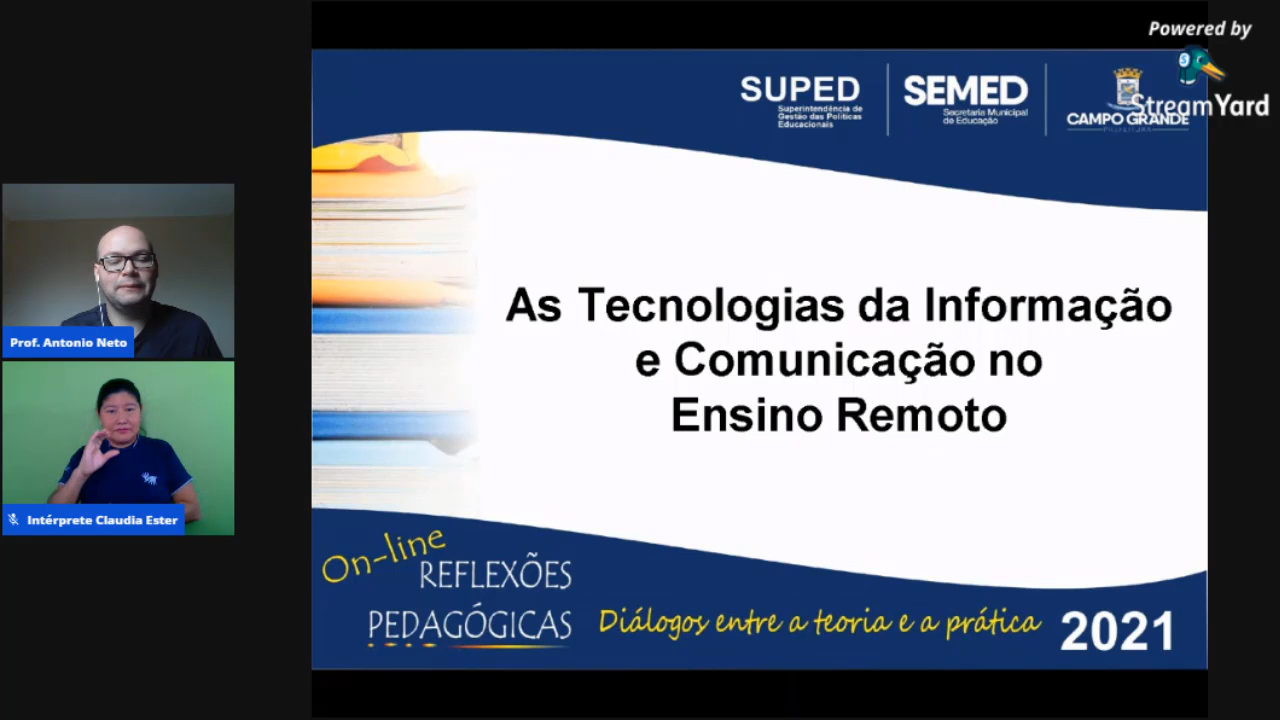 Powered by
StreamYard
SUPED
Superintendência de
Gestão das Políticas
Educacionais
SEMED
Secretaria Municipal
de Educação
CAMPO GRANDE
PREFEITURA
As Tecnologias da Informação
e Comunicação no
Ensino Remoto
Prof. Antonio Neto
Intérprete Claudia Ester
On-line
REFLEXÕES
PEDAGÓGICAS
Diálogos entre a teoria e a prática
2021